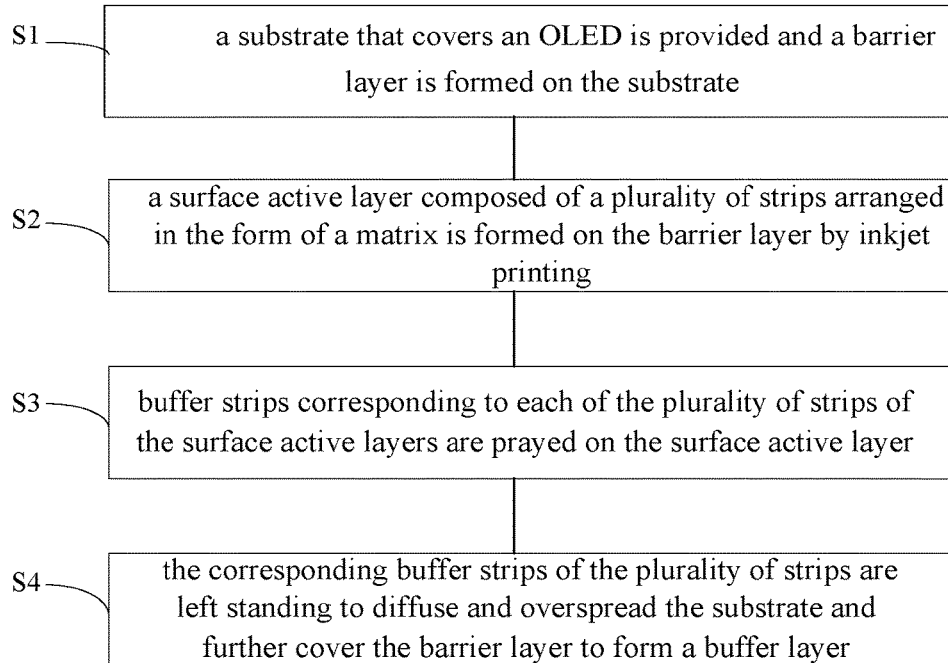 S1
a substrate that covers an OLED is provided and a barrier
layer is formed on the substrate
S2
a surface active layer composed of a plurality of strips arranged
in the form of a matrix is formed on the barrier layer by inkjet
printing
S3
buffer strips corresponding to each of the plurality of strips of
the surface active layers are prayed on the surface active layer
S4
the corresponding buffer strips of the plurality of strips are
left standing to diffuse and overspread the substrate and
further cover the barrier layer to form a buffer layer